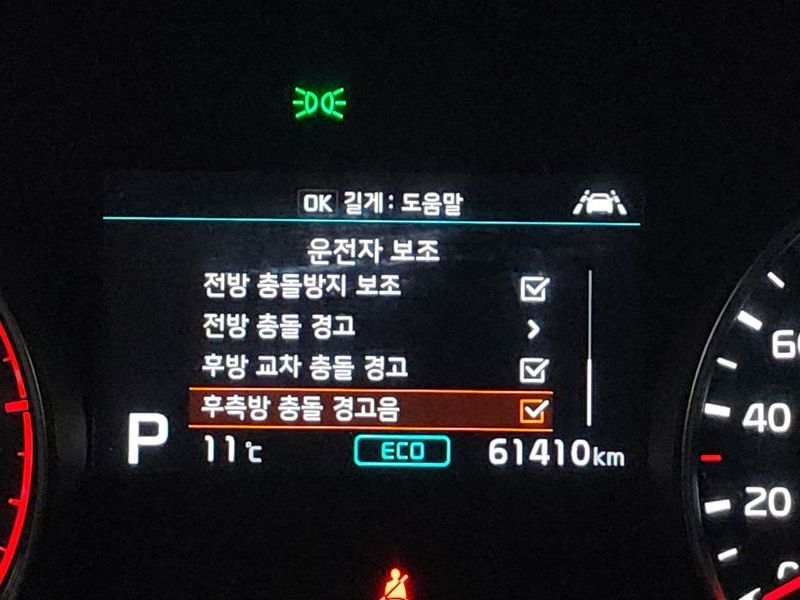 OK 길게 : 도움말
운전자 보조
전방 충돌방지 보조
전방 충돌 경고
후방 교차 충돌 경고
후측방 충돌 경고음
P
11℃
ECO
61410km
60
40
20
0